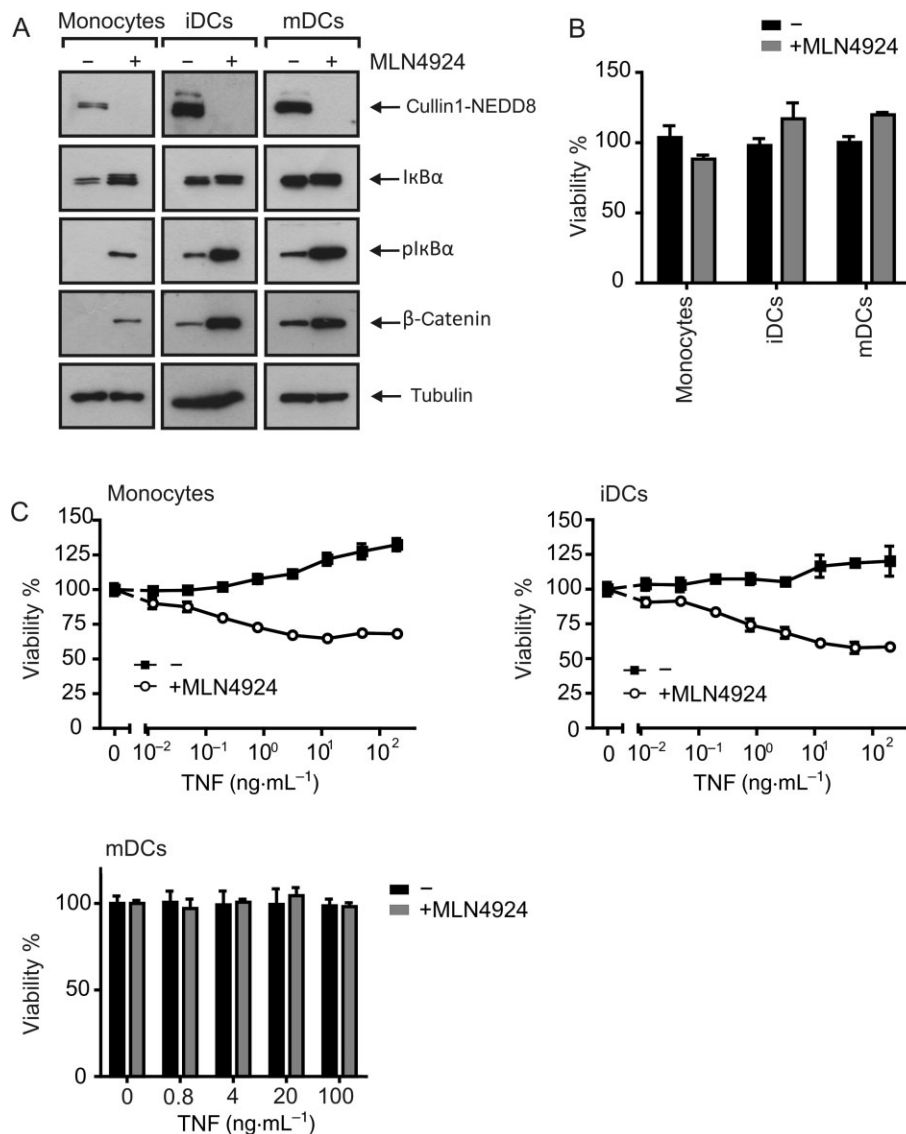 A
Monocytes iDCs mDCs
– + – + – + MLN4924
Cullin1-NEDD8
IκBα
pIκBα
β-Catenin
Tubulin
B
–
+MLN4924
Viability %
150
100
50
0
Monocytes
iDCs
mDCs
C
Monocytes
Viability %
150
125
100
75
50
25
0
–
+MLN4924
0 10⁻² 10⁻¹ 10⁰ 10¹ 10²
TNF (ng·mL⁻¹)
iDCs
Viability %
150
125
100
75
50
25
0
–
+MLN4924
0 10⁻² 10⁻¹ 10⁰ 10¹ 10²
TNF (ng·mL⁻¹)
mDCs
–
+MLN4924
Viability %
100
50
0
0 0.8 4 20 100
TNF (ng·mL⁻¹)